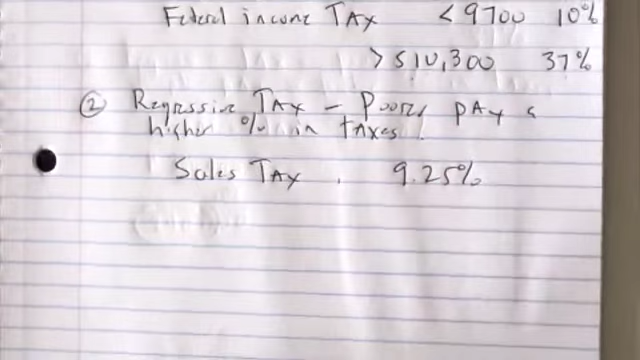 Federal income TAX < 9700 10%
> 510,300 37%
② Regressive TAX - Poorer pAy a
higher % in taxes.
Sales TAX . 9.25%